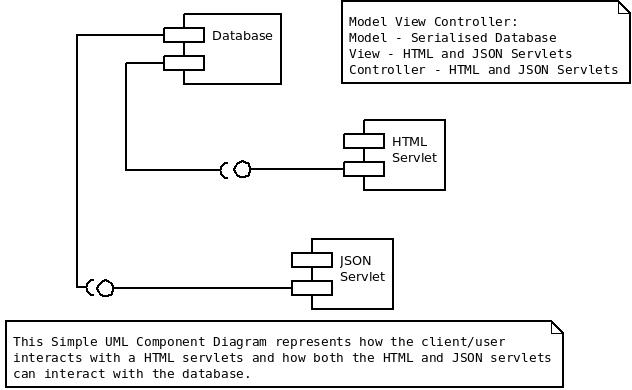 Database
Model View Controller:
Model - Serialised Database
View - HTML and JSON Servlets
Controller - HTML and JSON Servlets
HTML
Servlet
JSON
Servlet
This Simple UML Component Diagram represents how the client/user
interacts with a HTML servlets and how both the HTML and JSON servlets
can interact with the database.